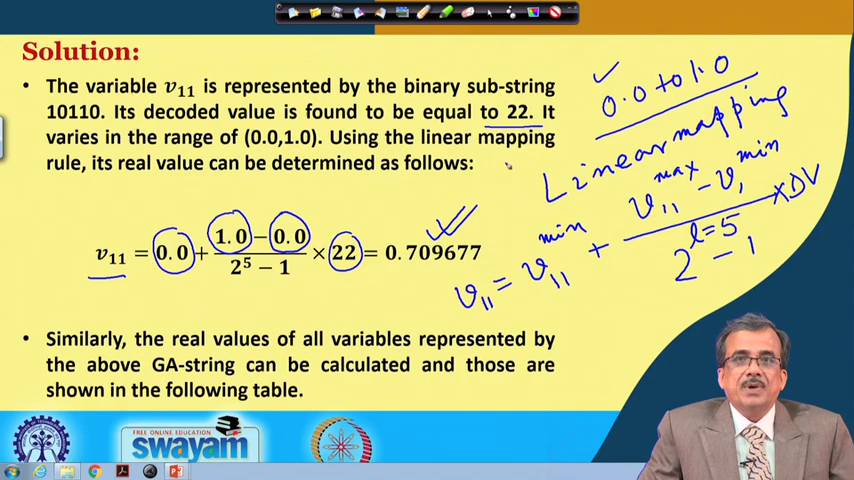 Solution:
• The variable v₁₁ is represented by the binary sub-string
10110. Its decoded value is found to be equal to 22. It
varies in the range of (0.0,1.0). Using the linear mapping
rule, its real value can be determined as follows:
v₁₁ = 0.0 + (1.0−0.0)/(2⁵ − 1) × 22 = 0.709677
• Similarly, the real values of all variables represented by
the above GA-string can be calculated and those are
shown in the following table.
0.0 to 1.0
Linear mapping
v₁₁ = v₁₁^min + (v₁₁^max − v₁^min)/(2^(l=5) − 1) × DV
FREE ONLINE EDUCATION
swayam